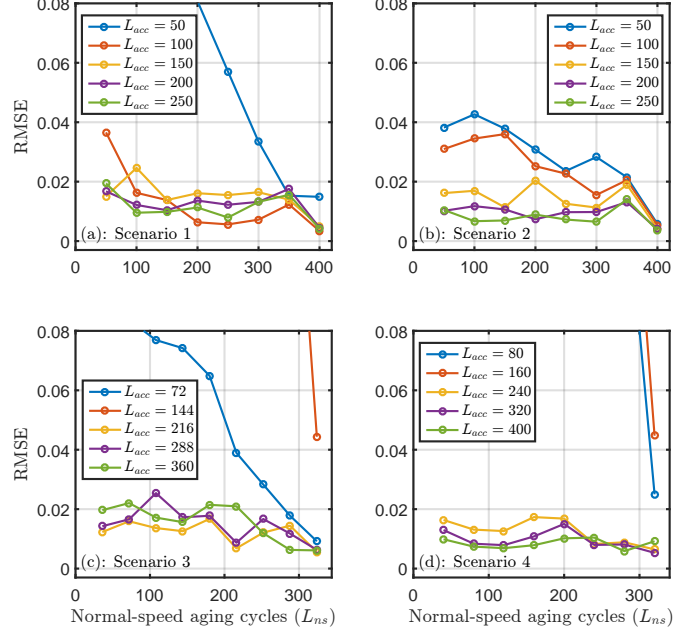 0.08
0.06
0.04
0.02
0
RMSE
L_acc = 50
L_acc = 100
L_acc = 150
L_acc = 200
L_acc = 250
(a): Scenario 1
0 100 200 300 400
0.08
0.06
0.04
0.02
0
L_acc = 50
L_acc = 100
L_acc = 150
L_acc = 200
L_acc = 250
(b): Scenario 2
0 100 200 300 400
0.08
0.06
0.04
0.02
0
RMSE
L_acc = 72
L_acc = 144
L_acc = 216
L_acc = 288
L_acc = 360
(c): Scenario 3
0 100 200 300
Normal-speed aging cycles (L_ns)
0.08
0.06
0.04
0.02
0
L_acc = 80
L_acc = 160
L_acc = 240
L_acc = 320
L_acc = 400
(d): Scenario 4
0 100 200 300
Normal-speed aging cycles (L_ns)